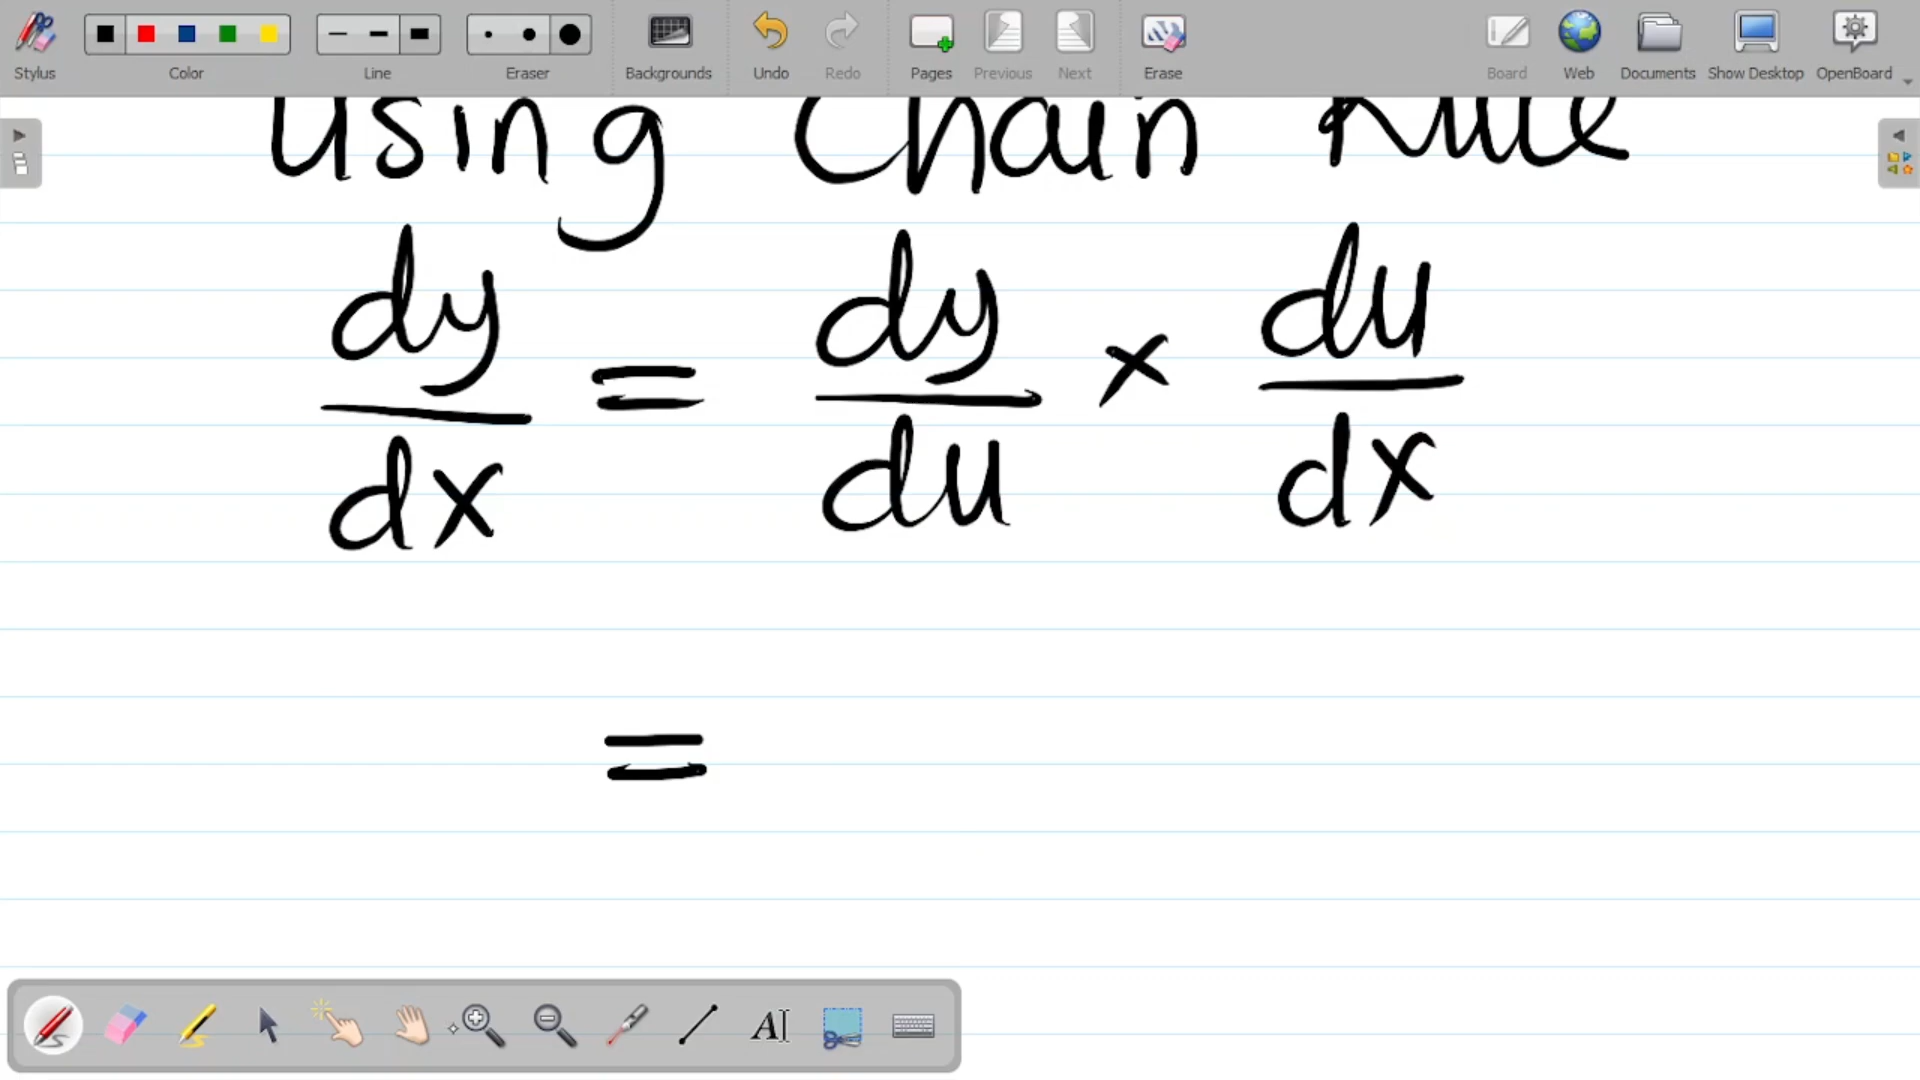 Stylus Color Line Eraser Backgrounds Undo Redo Pages Previous Next Erase Board Web Documents Show Desktop OpenBoard
Using Chain Rule
dy/dx = dy/du × du/dx
=